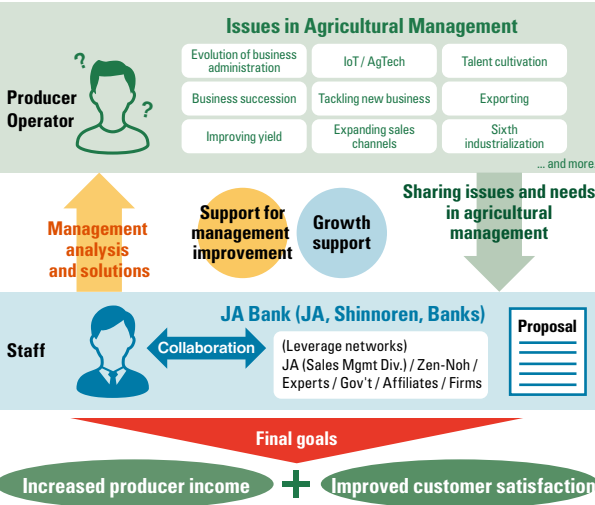 Issues in Agricultural Management
?
?
Producer
Operator
Evolution of business
administration
IoT / AgTech
Talent cultivation
Business succession
Tackling new business
Exporting
Improving yield
Expanding sales
channels
Sixth
industrialization
... and more.
Management
analysis
and solutions
Support for
management
improvement
Growth
support
Sharing issues and needs
in agricultural
management
JA Bank (JA, Shinnoren, Banks)
Staff
Collaboration
(Leverage networks)
JA (Sales Mgmt Div.) / Zen-Noh /
Experts / Gov't / Affiliates / Firms
Proposal
Final goals
Increased producer income
+
Improved customer satisfaction